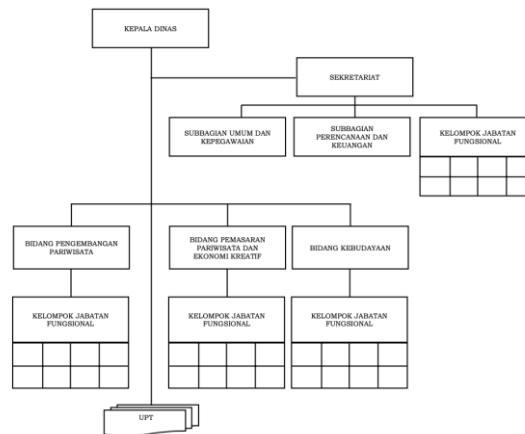 KEPALA DINAS
SEKRETARIAT
SUBBAGIAN UMUM DAN
KEPEGAWAIAN
SUBBAGIAN
PERENCANAAN DAN
KEUANGAN
KELOMPOK JABATAN
FUNGSIONAL
BIDANG PENGEMBANGAN
PARIWISATA
BIDANG PEMASARAN
PARIWISATA DAN
EKONOMI KREATIF
BIDANG KEBUDAYAAN
KELOMPOK JABATAN
FUNGSIONAL
KELOMPOK JABATAN
FUNGSIONAL
KELOMPOK JABATAN
FUNGSIONAL
UPT